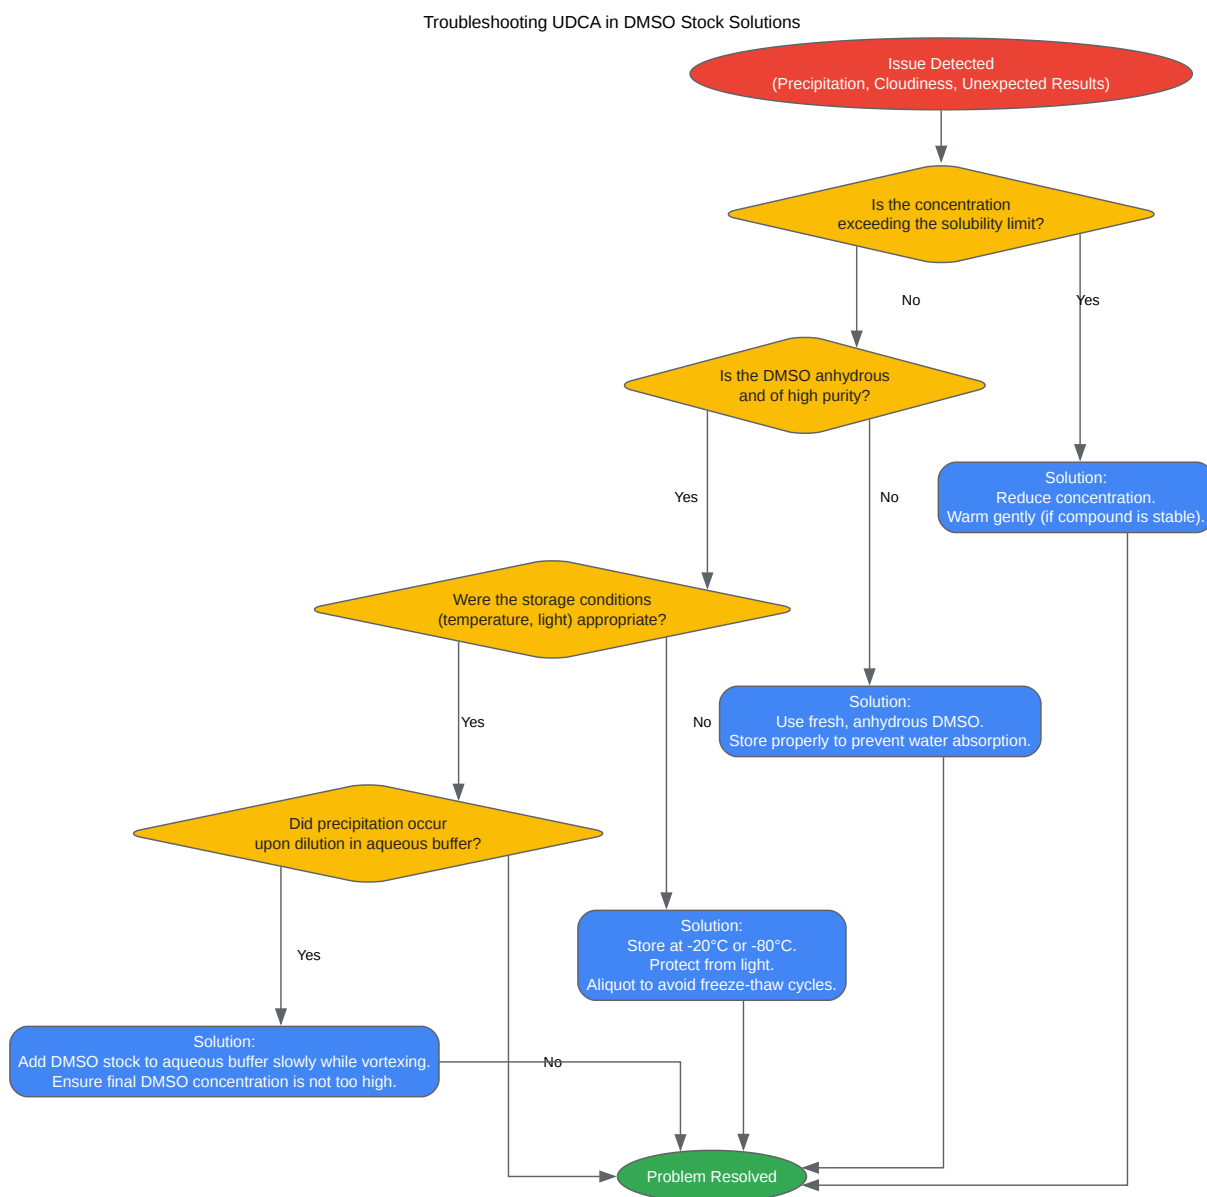 Troubleshooting UDCA in DMSO Stock Solutions
Issue Detected
(Precipitation, Cloudiness, Unexpected Results)
Is the concentration
exceeding the solubility limit?
No
Yes
Is the DMSO anhydrous
and of high purity?
Solution:
Reduce concentration.
Warm gently (if compound is stable).
Yes
No
Were the storage conditions
(temperature, light) appropriate?
Solution:
Use fresh, anhydrous DMSO.
Store properly to prevent water absorption.
Yes
No
Did precipitation occur
upon dilution in aqueous buffer?
Solution:
Store at -20°C or -80°C.
Protect from light.
Aliquot to avoid freeze-thaw cycles.
Yes
Solution:
Add DMSO stock to aqueous buffer slowly while vortexing.
Ensure final DMSO concentration is not too high.
No
Problem Resolved